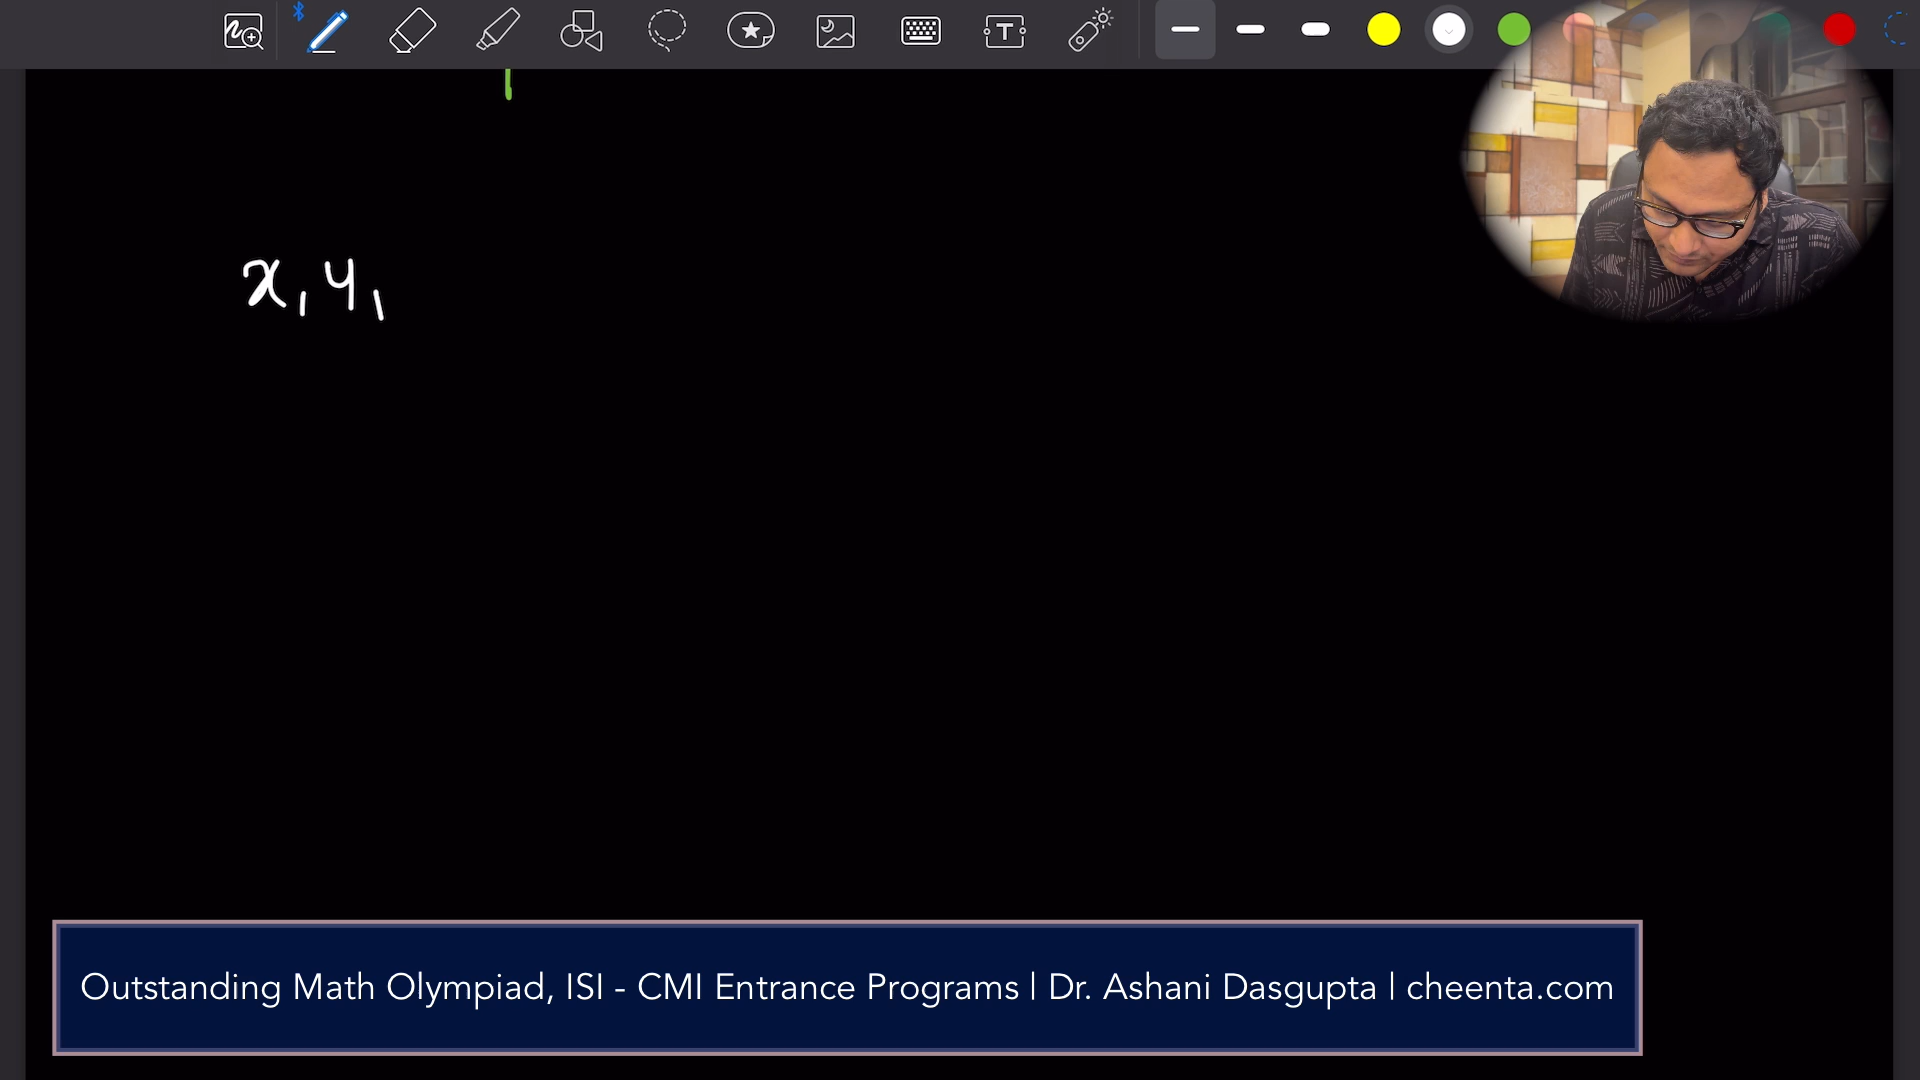 x, y,
Outstanding Math Olympiad, ISI - CMI Entrance Programs | Dr. Ashani Dasgupta | cheenta.com